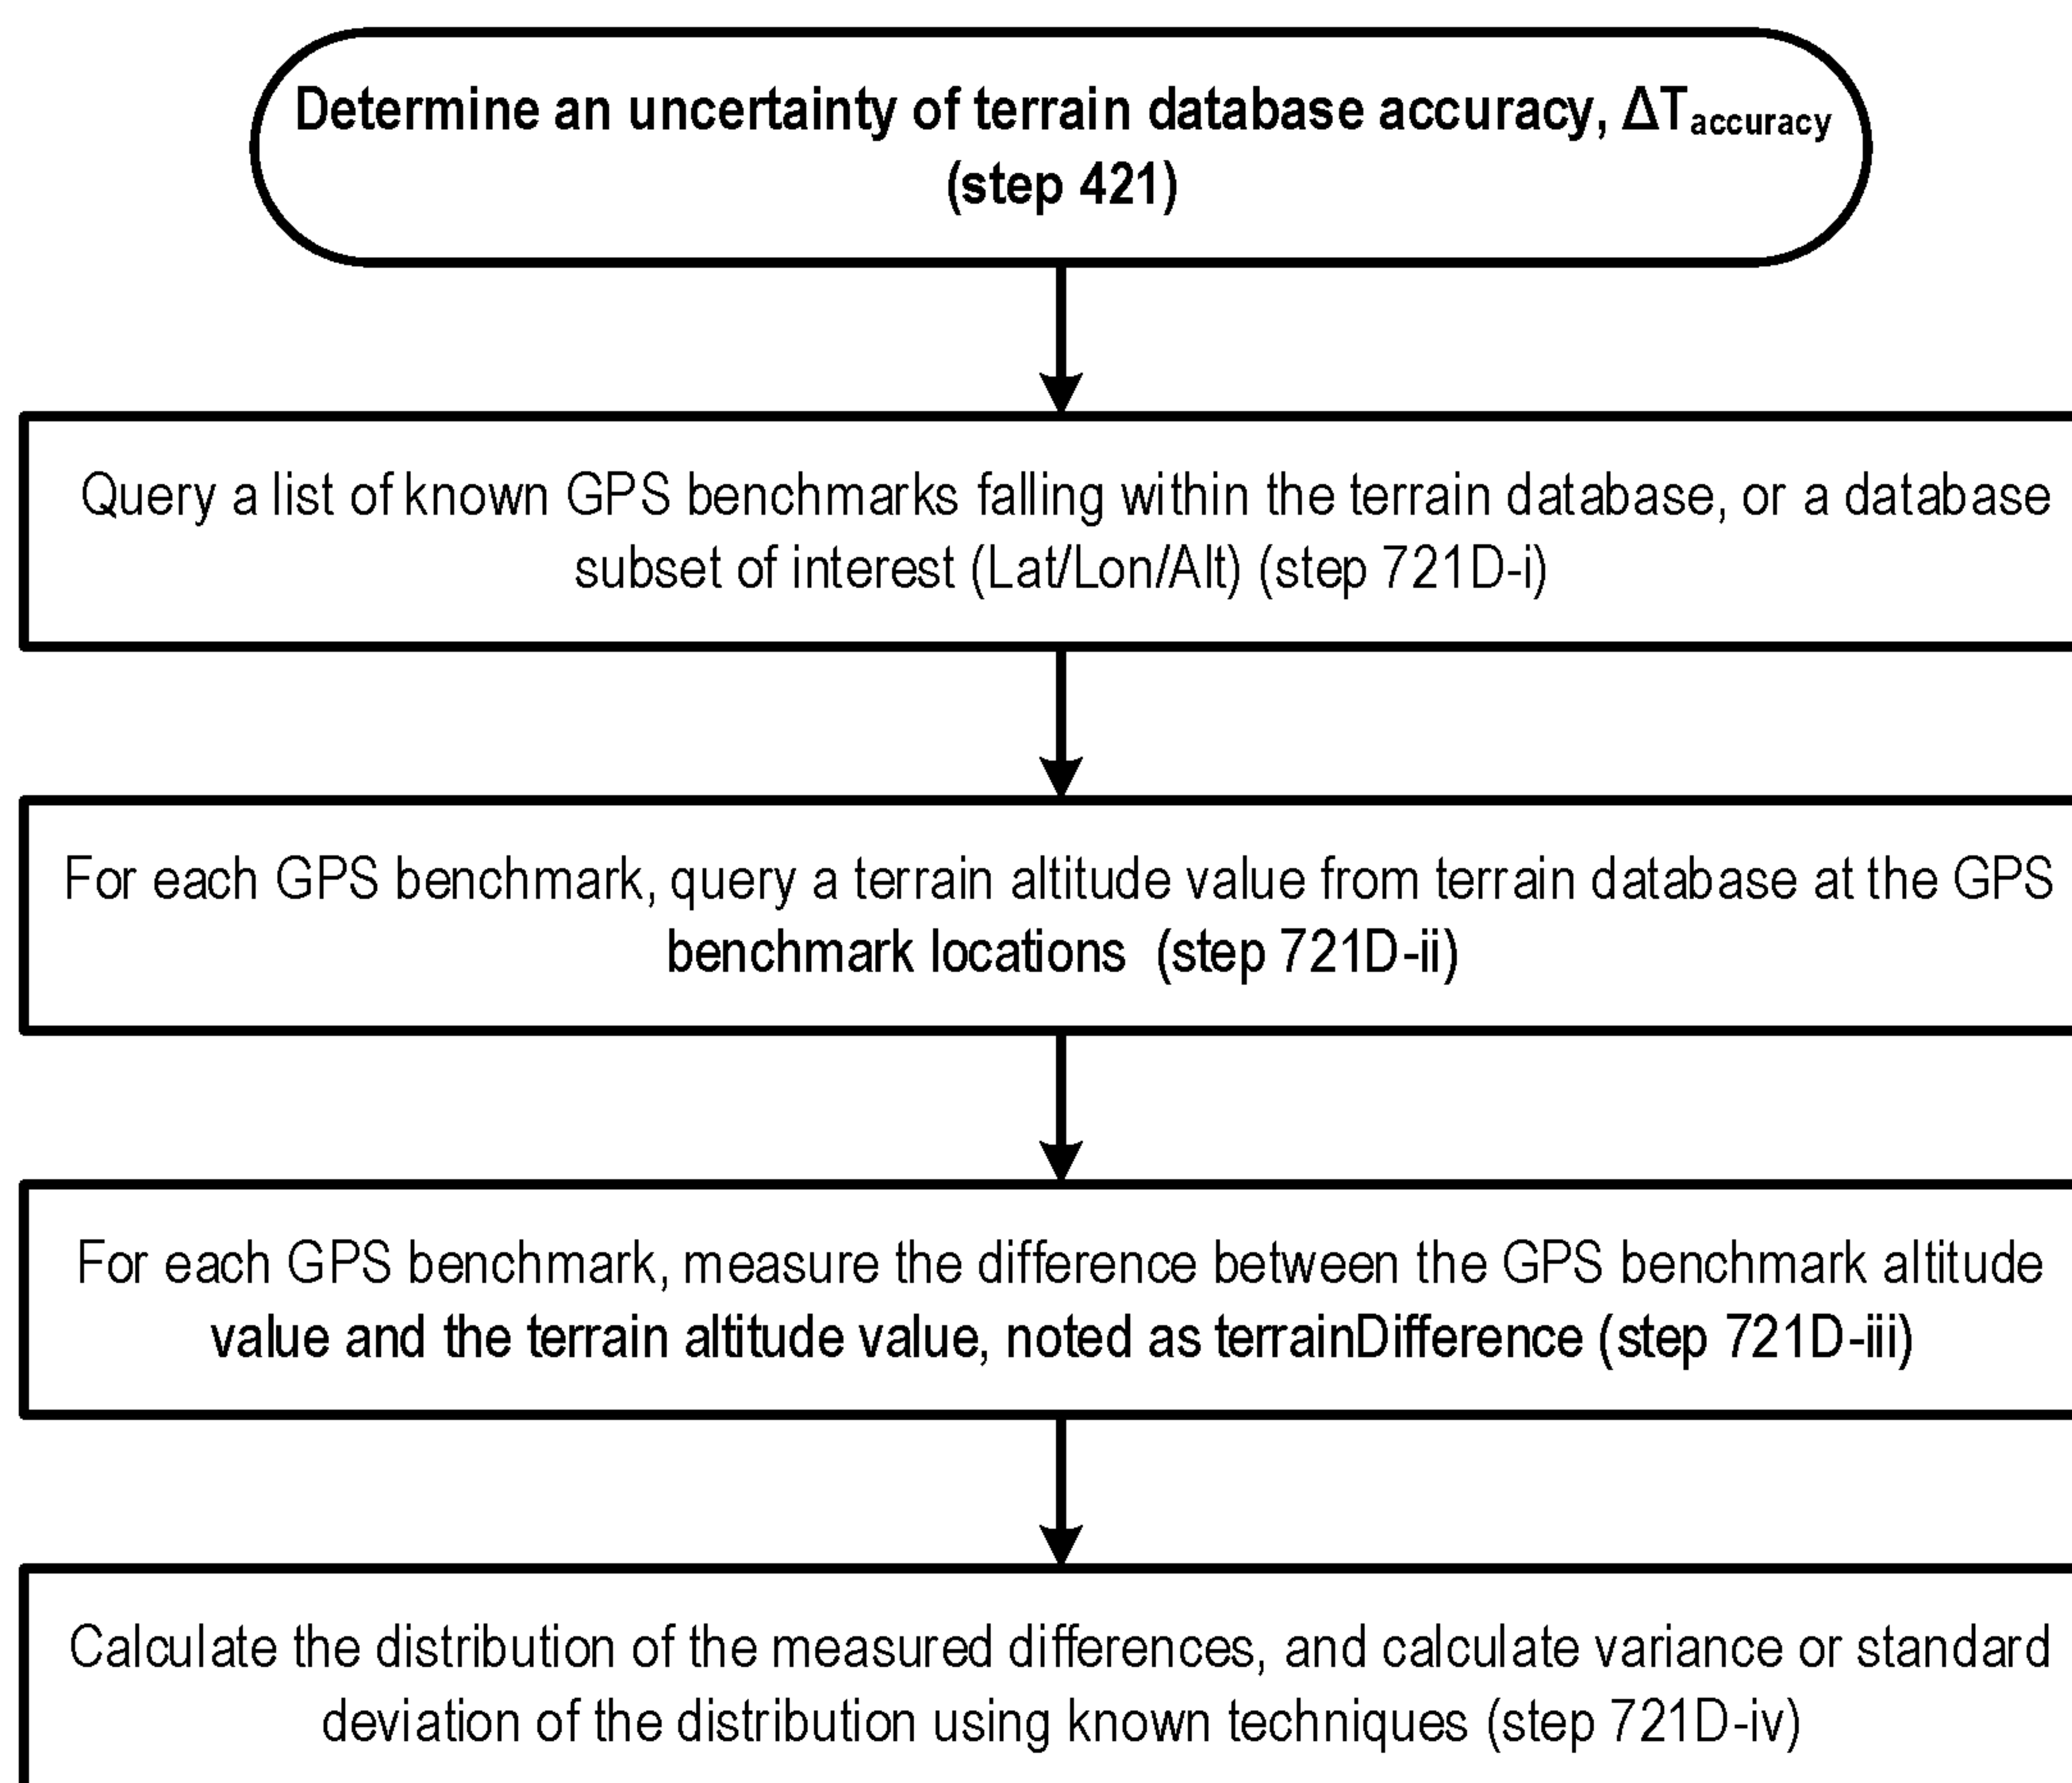 Determine an uncertainty of terrain database accuracy, ΔTaccuracy
(step 421)
Query a list of known GPS benchmarks falling within the terrain database, or a database
subset of interest (Lat/Lon/Alt) (step 721D-i)
For each GPS benchmark, query a terrain altitude value from terrain database at the GPS
benchmark locations (step 721D-ii)
For each GPS benchmark, measure the difference between the GPS benchmark altitude
value and the terrain altitude value, noted as terrainDifference (step 721D-iii)
Calculate the distribution of the measured differences, and calculate variance or standard
deviation of the distribution using known techniques (step 721D-iv)